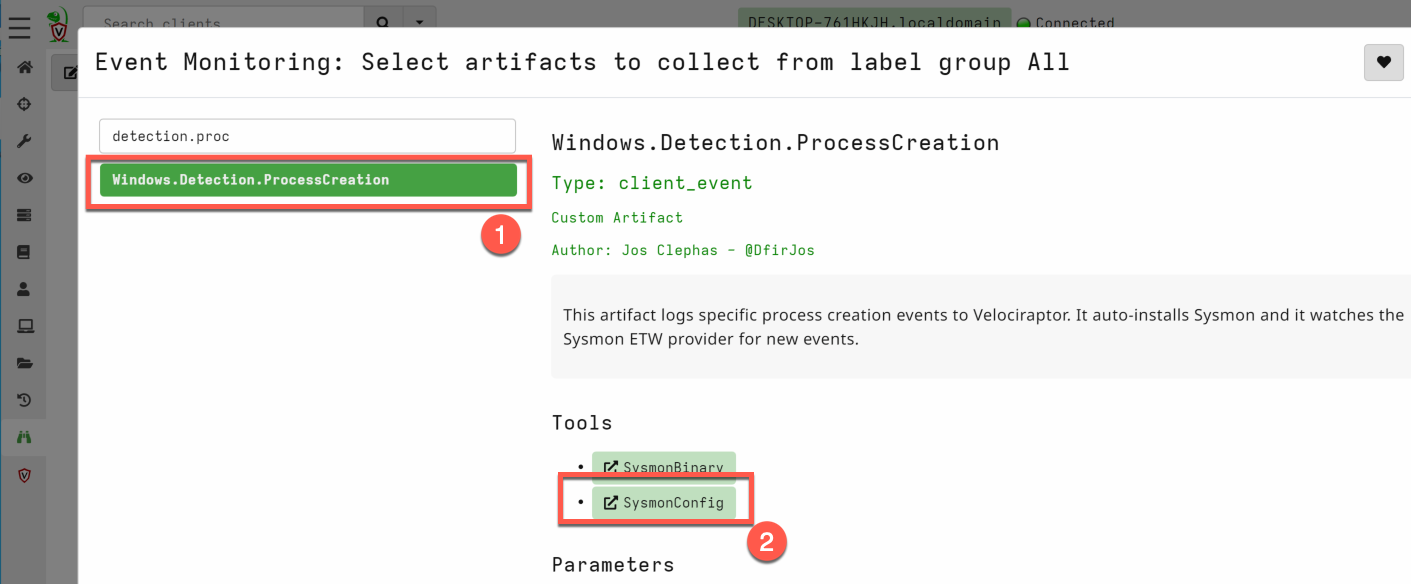 Search clients
DESKTOP-761HKJH.localdomain Connected
Event Monitoring: Select artifacts to collect from label group All
detection.proc
Windows.Detection.ProcessCreation
1
Windows.Detection.ProcessCreation
Type: client_event
Custom Artifact
Author: Jos Clephas - @DfirJos
This artifact logs specific process creation events to Velociraptor. It auto-installs Sysmon and it watches the
Sysmon ETW provider for new events.
Tools
• SysmonBinary
• SysmonConfig
2
Parameters